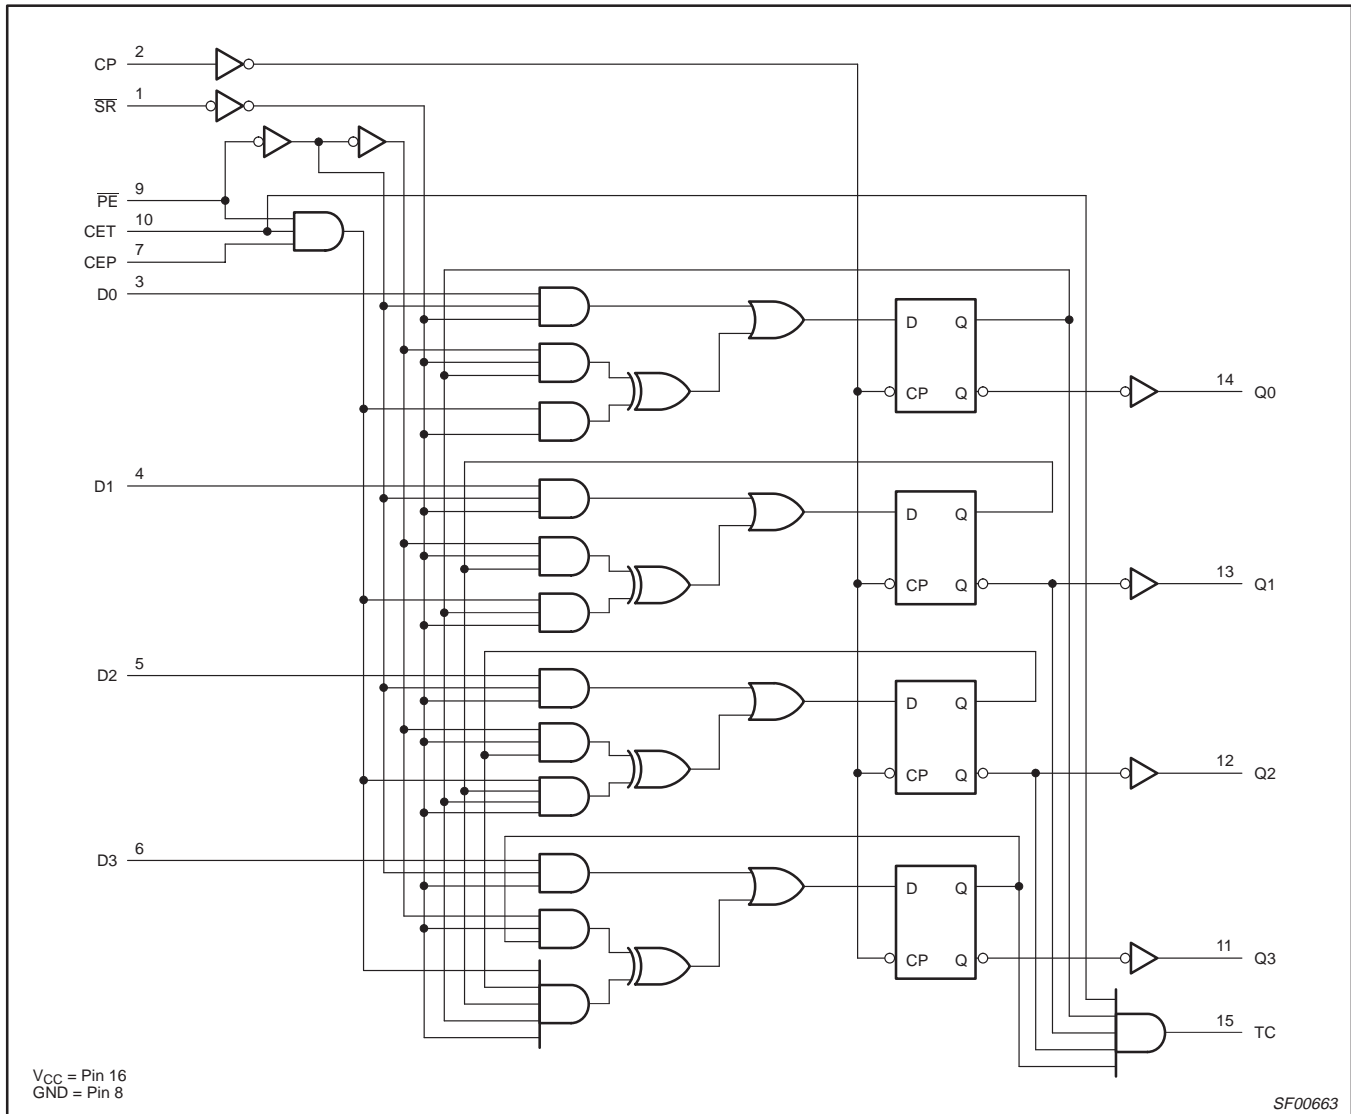 CP 2
SR 1
PE 9
CET 10
CEP 7
D0 3
D Q
CP Q
14 Q0
D1 4
D Q
CP Q
13 Q1
D2 5
D Q
CP Q
12 Q2
D3 6
D Q
CP Q
11 Q3
15 TC
VCC = Pin 16
GND = Pin 8
SF00663